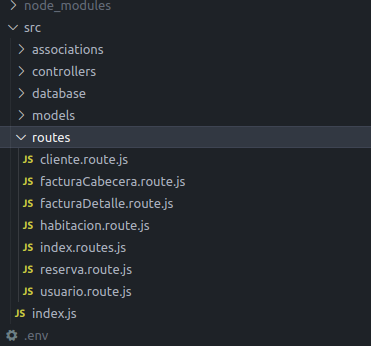 node_modules
src
associations
controllers
database
models
routes
JS cliente.route.js
JS facturaCabecera.route.js
JS facturaDetalle.route.js
JS habitacion.route.js
JS index.routes.js
JS reserva.route.js
JS usuario.route.js
JS index.js
.env